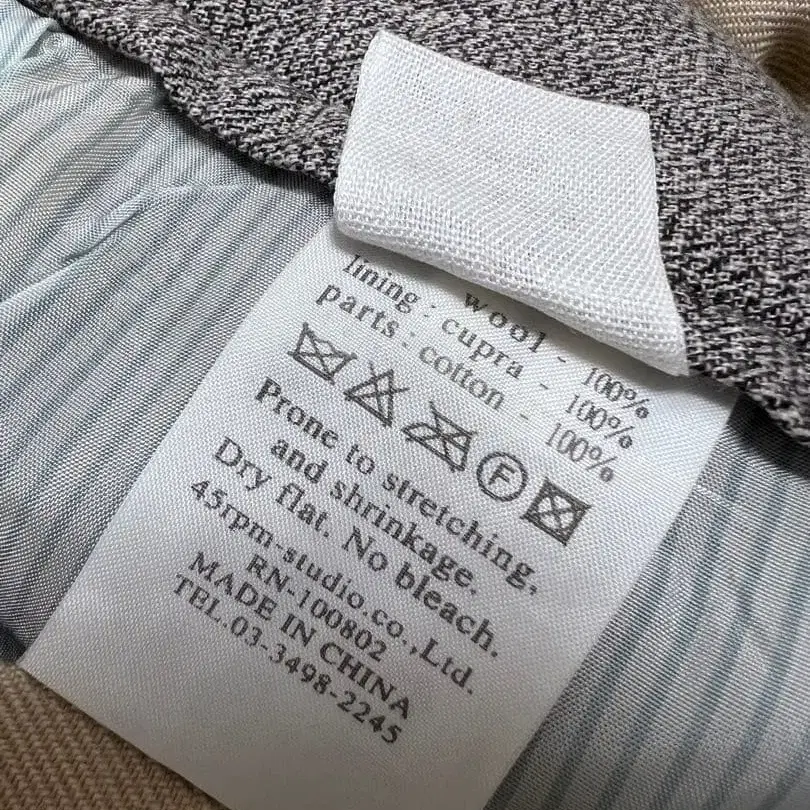 wool - 100%
lining : cupra - 100%
parts : cotton - 100%
F
Prone to stretching,
and shrinkage.
Dry flat. No bleach.
45rpm-studio.co.,Ltd.
RN-100802
MADE IN CHINA
TEL.03-3498-2245